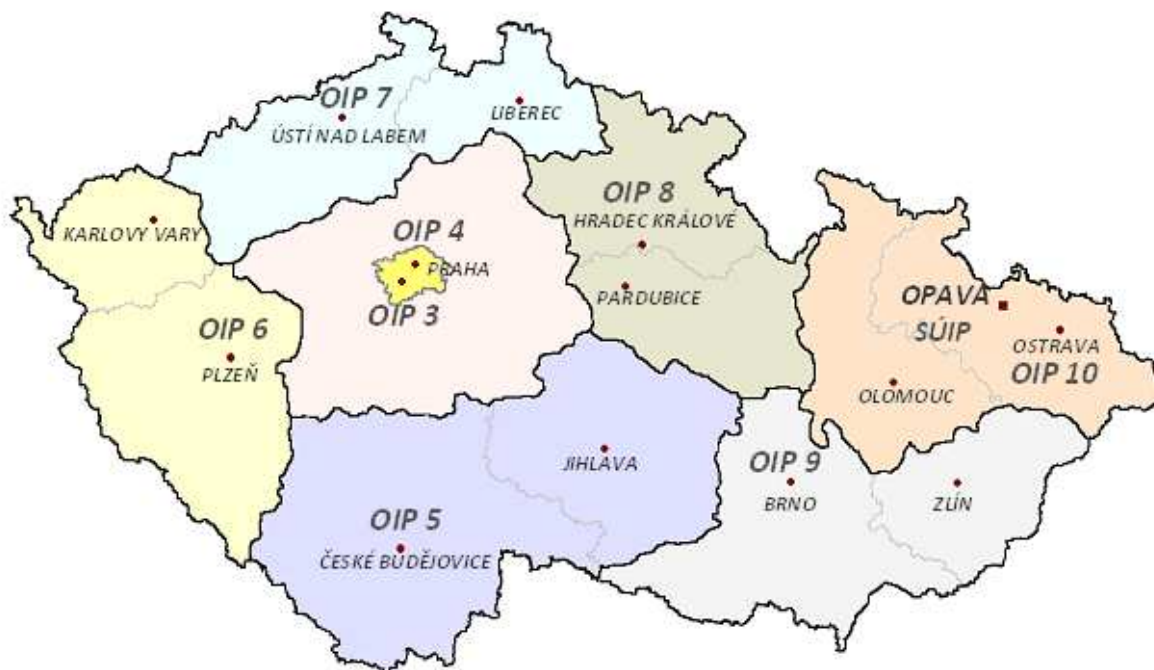 OIP 7
LIBEREC
ÚSTÍ NAD LABEM
OIP 8
HRADEC KRÁLOVÉ
KARLOVY VARY
OIP 4
PRAHA
OIP 3
PARDUBICE
OPAVA
SÚIP
OIP 6
PLZEŇ
OSTRAVA
OIP 10
OLOMOUC
JIHLAVA
OIP 9
BRNO
ZLÍN
OIP 5
ČESKÉ BUDĚJOVICE